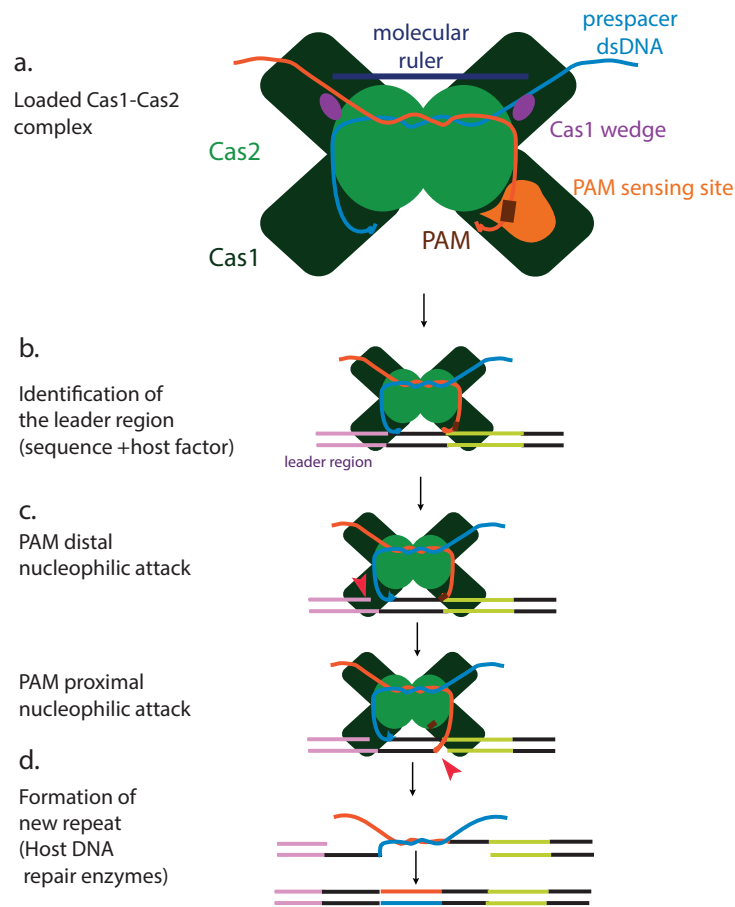 a.
Loaded Cas1-Cas2
complex
molecular
ruler
prespacer
dsDNA
Cas1 wedge
Cas2
PAM sensing site
PAM
Cas1
b.
Identification of
the leader region
(sequence +host factor)
leader region
c.
PAM distal
nucleophilic attack
PAM proximal
nucleophilic attack
d.
Formation of
new repeat
(Host DNA
repair enzymes)